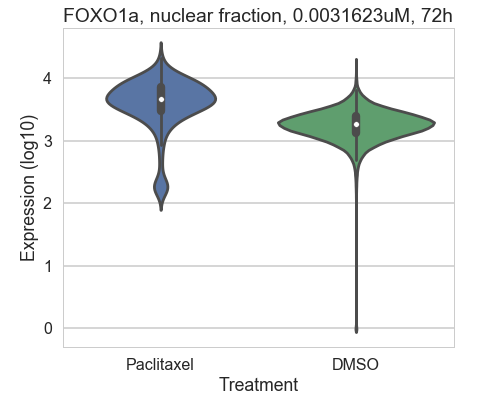 FOXO1a, nuclear fraction, 0.0031623uM, 72h
Expression (log10)
4
3
2
1
0
Paclitaxel DMSO
Treatment